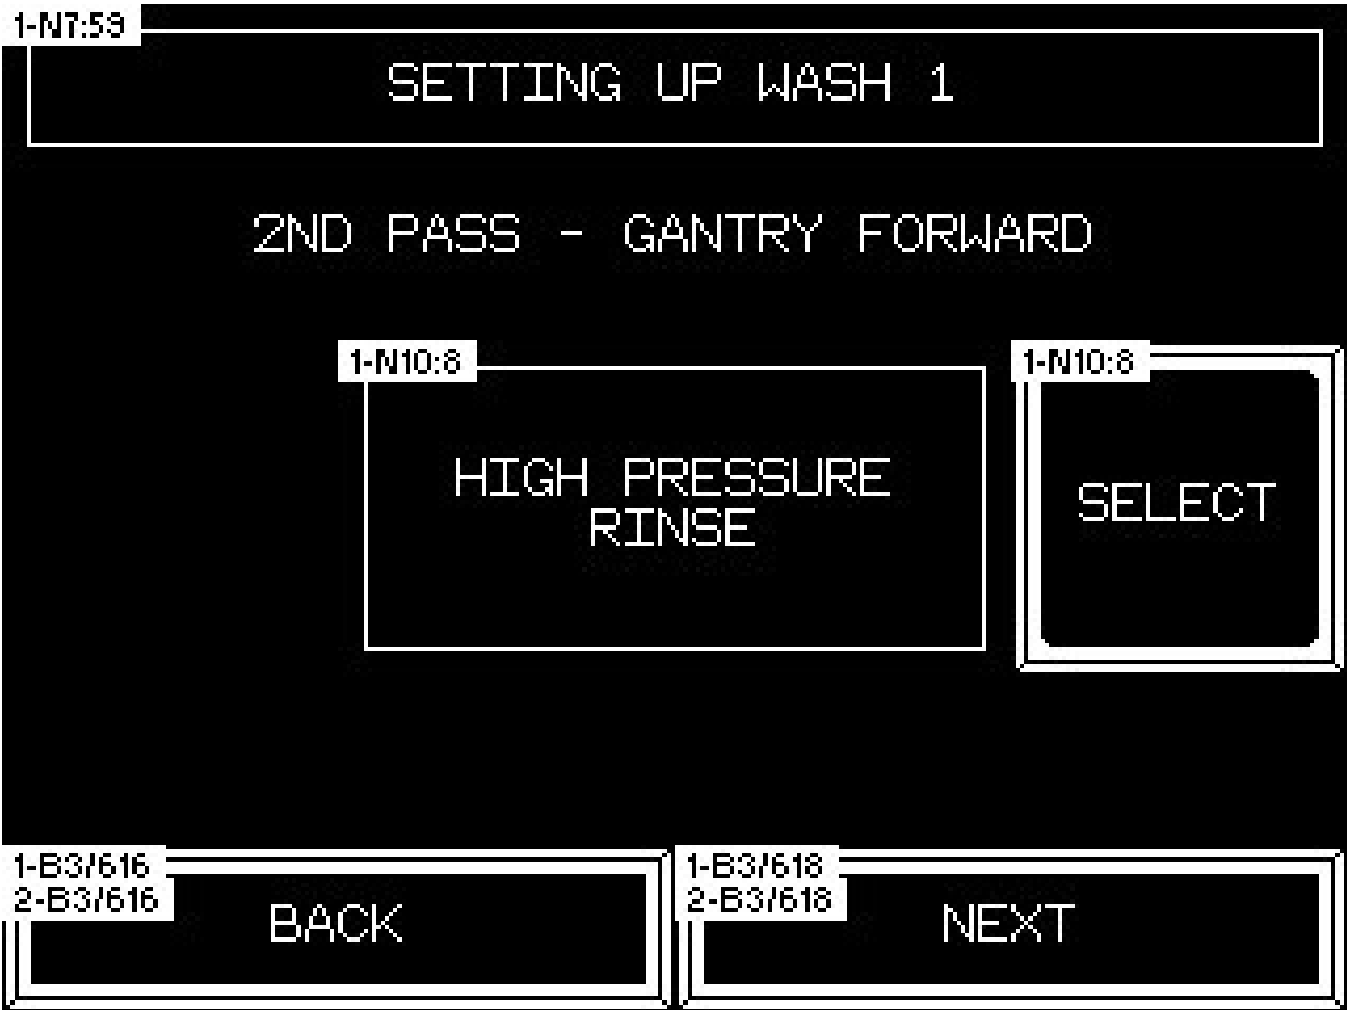 1-N7:59
SETTING UP WASH 1
2ND PASS - GANTRY FORWARD
1-N10:8
1-N10:8
HIGH PRESSURE
RINSE
SELECT
1-B3/616
2-B3/616
BACK
1-B3/618
2-B3/618
NEXT